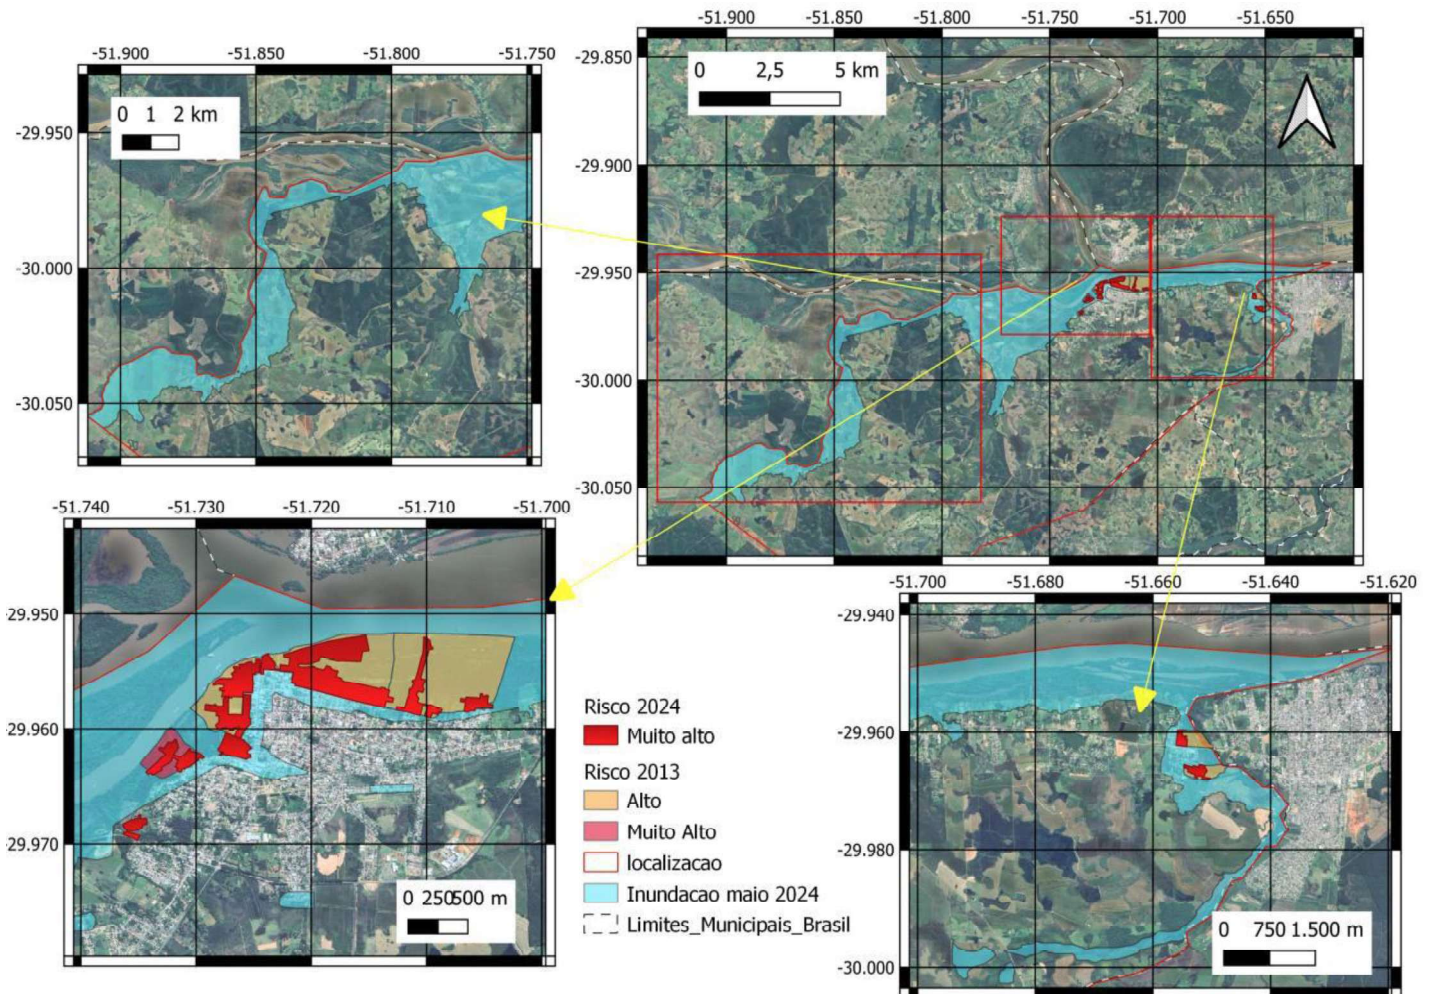 -51.900 -51.850 -51.800 -51.750
0 1 2 km
-29.950
-30.000
-30.050
-51.900 -51.850 -51.800 -51.750 -51.700 -51.650
0 2,5 5 km
-29.850
-29.900
-29.950
-30.000
-30.050
-51.740 -51.730 -51.720 -51.710 -51.700
29.950
29.960
29.970
0 250500 m
Risco 2024
Muito alto
Risco 2013
Alto
Muito Alto
localizacao
Inundacao maio 2024
Limites_Municipais_Brasil
-51.700 -51.680 -51.660 -51.640 -51.620
-29.940
-29.960
-29.980
-30.000
0 750 1.500 m